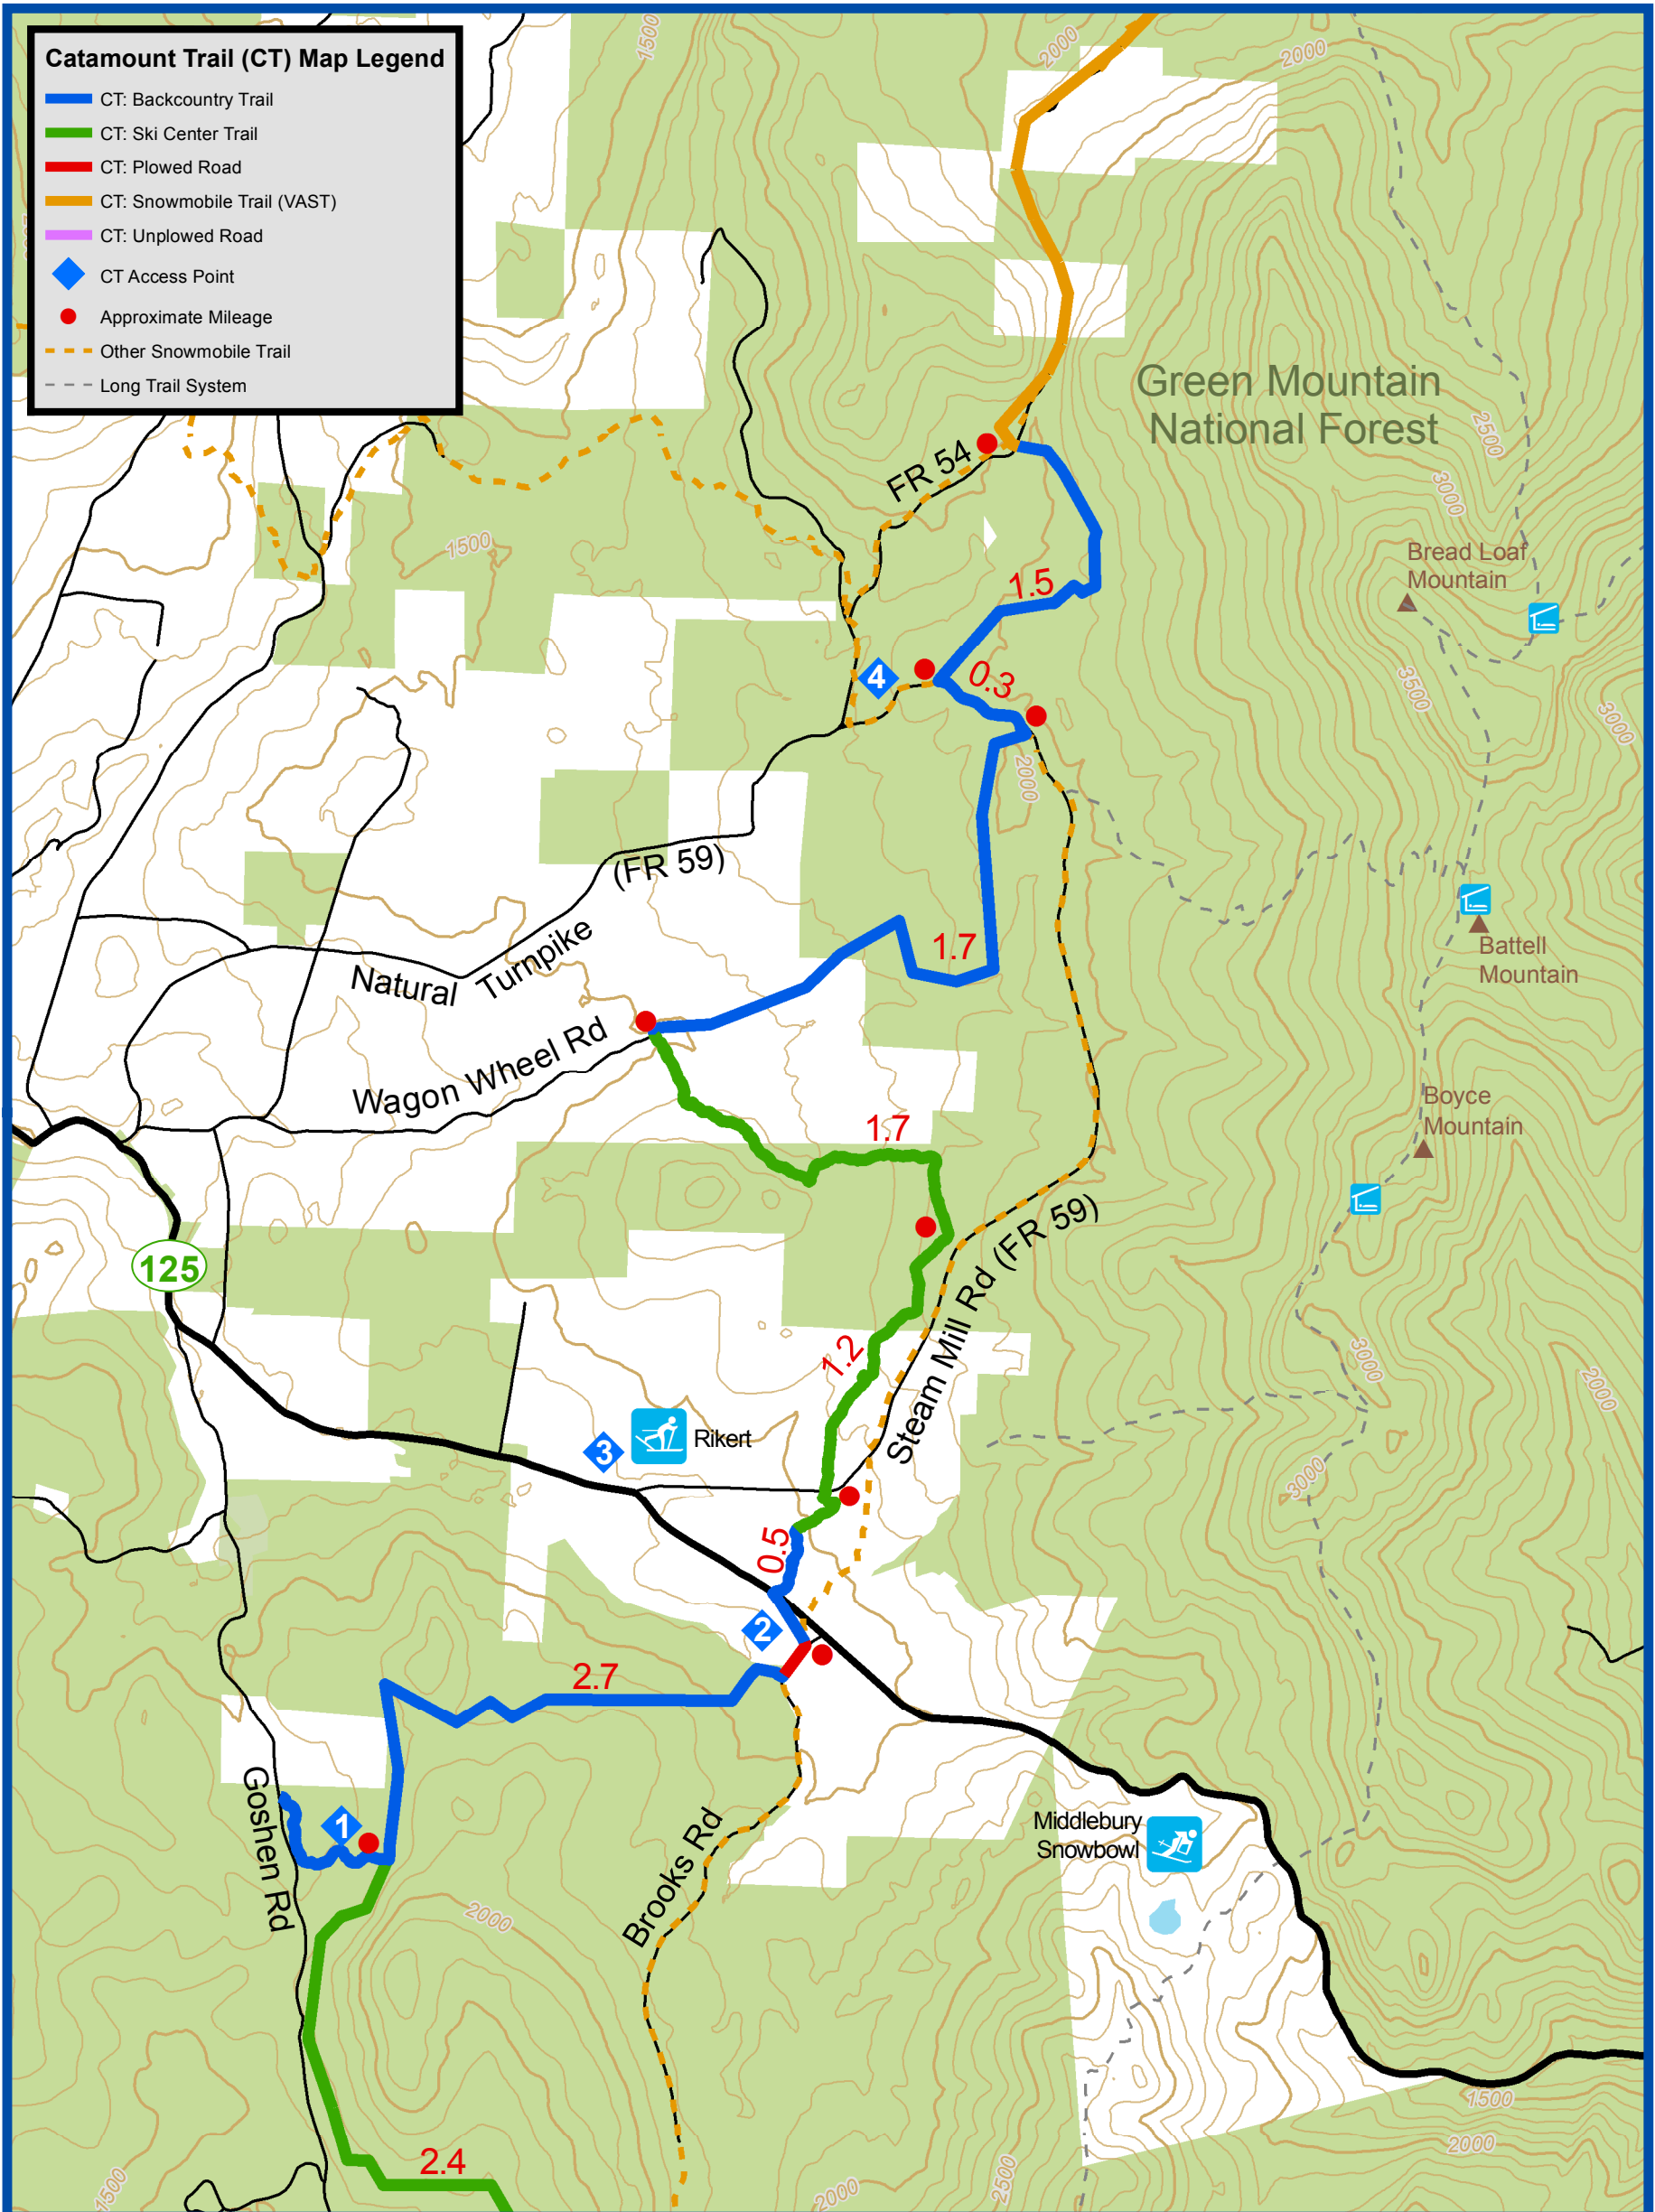 Catamount Trail (CT) Map Legend
CT: Backcountry Trail
CT: Ski Center Trail
CT: Plowed Road
CT: Snowmobile Trail (VAST)
CT: Unplowed Road
CT Access Point
Approximate Mileage
Other Snowmobile Trail
Long Trail System
1500
2000
2000
Green Mountain
National Forest
2500
3000
FR 54
1500
Bread Loaf
Mountain
1.5
4
0.3
3500
3000
2000
(FR 59)
Natural Turnpike
1.7
Battell
Mountain
Wagon Wheel Rd
Boyce
Mountain
1.7
Steam Mill Rd (FR 59)
125
1.2
3000
2000
3
Rikert
3000
0.5
2
2.7
Goshen Rd
1
Middlebury
Snowbowl
Brooks Rd
2000
1500
2.4
2000
1500
2000
2500